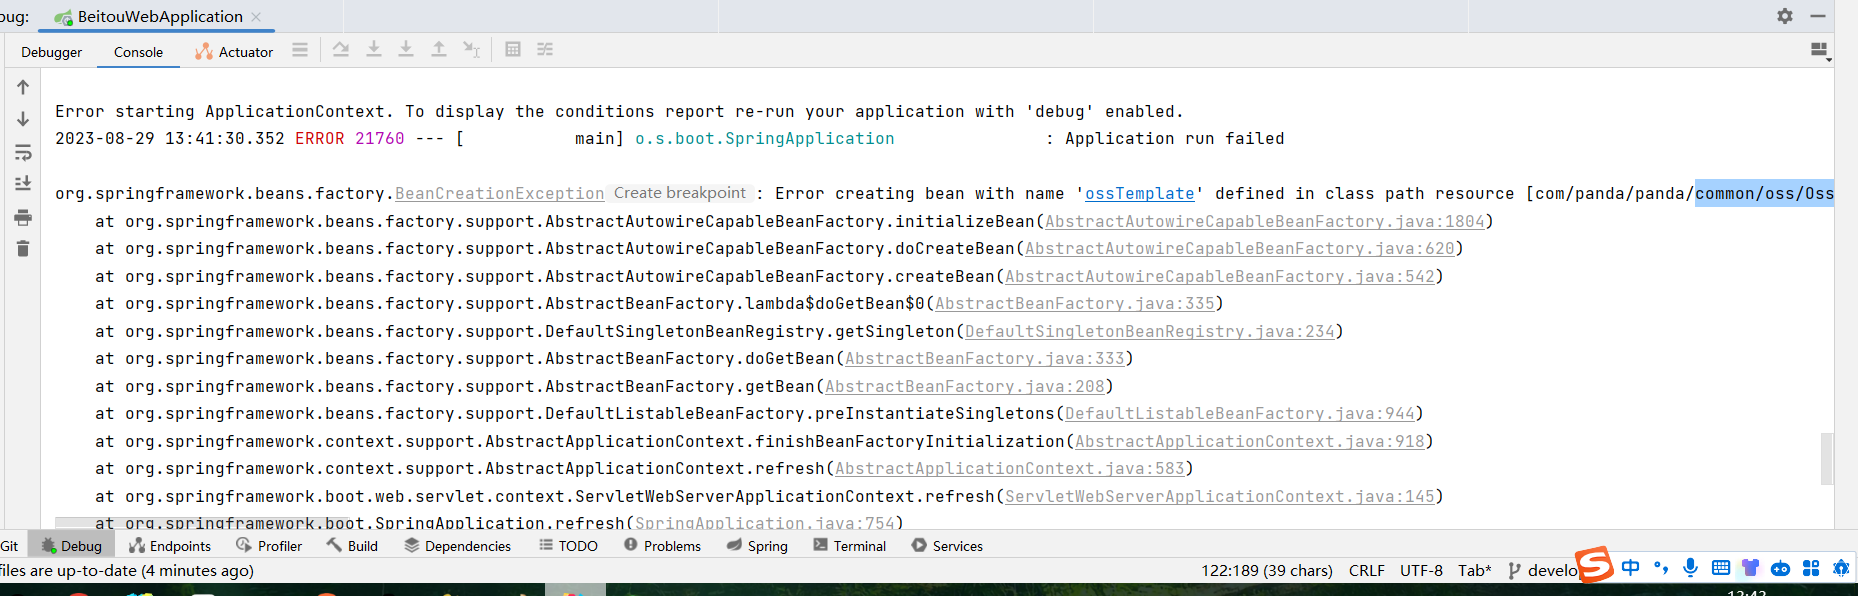 bug: BeitouWebApplication
Debugger Console Actuator
Error starting ApplicationContext. To display the conditions report re-run your application with 'debug' enabled.
2023-08-29 13:41:30.352 ERROR 21760 --- [           main] o.s.boot.SpringApplication               : Application run failed
org.springframework.beans.factory.BeanCreationException Create breakpoint : Error creating bean with name 'ossTemplate' defined in class path resource [com/panda/panda/common/oss/Oss
at org.springframework.beans.factory.support.AbstractAutowireCapableBeanFactory.initializeBean(AbstractAutowireCapableBeanFactory.java:1804)
at org.springframework.beans.factory.support.AbstractAutowireCapableBeanFactory.doCreateBean(AbstractAutowireCapableBeanFactory.java:620)
at org.springframework.beans.factory.support.AbstractAutowireCapableBeanFactory.createBean(AbstractAutowireCapableBeanFactory.java:542)
at org.springframework.beans.factory.support.AbstractBeanFactory.lambda$doGetBean$0(AbstractBeanFactory.java:335)
at org.springframework.beans.factory.support.DefaultSingletonBeanRegistry.getSingleton(DefaultSingletonBeanRegistry.java:234)
at org.springframework.beans.factory.support.AbstractBeanFactory.doGetBean(AbstractBeanFactory.java:333)
at org.springframework.beans.factory.support.AbstractBeanFactory.getBean(AbstractBeanFactory.java:208)
at org.springframework.beans.factory.support.DefaultListableBeanFactory.preInstantiateSingletons(DefaultListableBeanFactory.java:944)
at org.springframework.context.support.AbstractApplicationContext.finishBeanFactoryInitialization(AbstractApplicationContext.java:918)
at org.springframework.context.support.AbstractApplicationContext.refresh(AbstractApplicationContext.java:583)
at org.springframework.boot.web.servlet.context.ServletWebServerApplicationContext.refresh(ServletWebServerApplicationContext.java:145)
at org.springframework.boot.SpringApplication.refresh(SpringApplication.java:754)
Git Debug Endpoints Profiler Build Dependencies TODO Problems Spring Terminal Services
files are up-to-date (4 minutes ago) 122:189 (39 chars) CRLF UTF-8 Tab* develo S 中